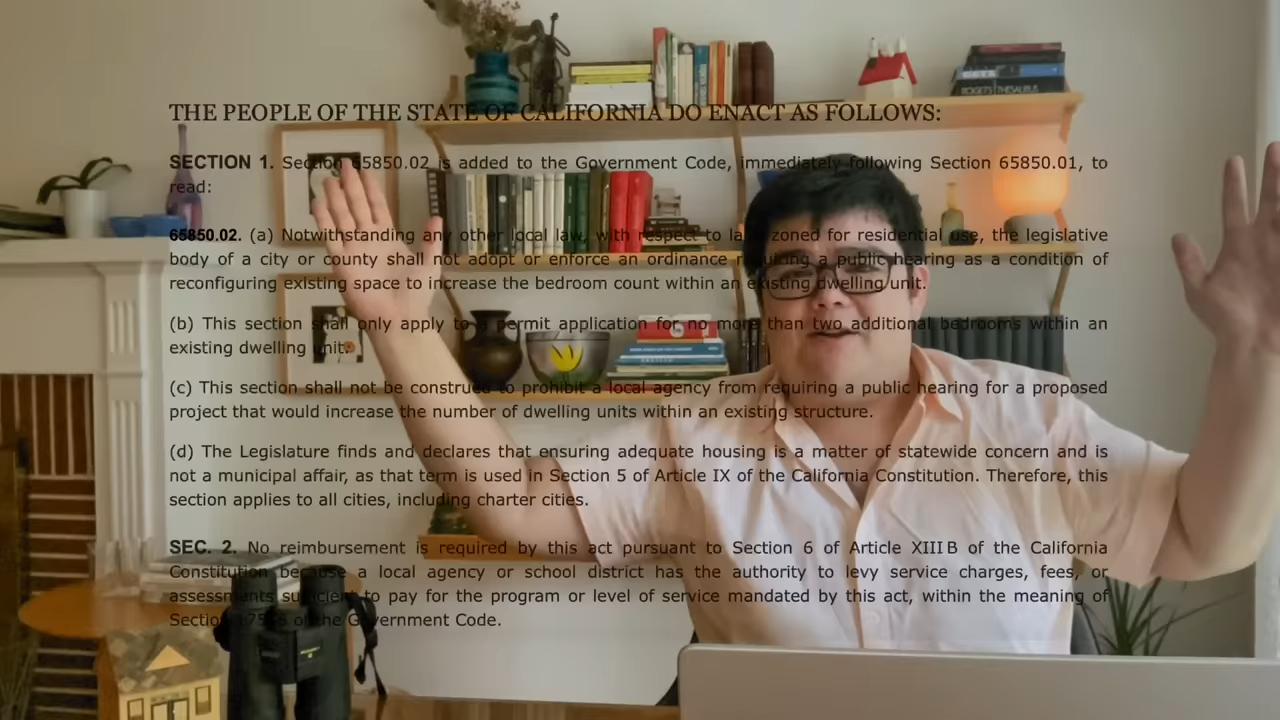 THE PEOPLE OF THE STATE OF CALIFORNIA DO ENACT AS FOLLOWS:
SECTION 1. Section 65850.02 is added to the Government Code, immediately following Section 65850.01, to
read:
65850.02. (a) Notwithstanding any other local law, with respect to land zoned for residential use, the legislative
body of a city or county shall not adopt or enforce an ordinance requiring a public hearing as a condition of
reconfiguring existing space to increase the bedroom count within an existing dwelling unit.
(b) This section shall only apply to a permit application for no more than two additional bedrooms within an
existing dwelling unit.
(c) This section shall not be construed to prohibit a local agency from requiring a public hearing for a proposed
project that would increase the number of dwelling units within an existing structure.
(d) The Legislature finds and declares that ensuring adequate housing is a matter of statewide concern and is
not a municipal affair, as that term is used in Section 5 of Article IX of the California Constitution. Therefore, this
section applies to all cities, including charter cities.
SEC. 2. No reimbursement is required by this act pursuant to Section 6 of Article XIII B of the California
Constitution because a local agency or school district has the authority to levy service charges, fees, or
assessments sufficient to pay for the program or level of service mandated by this act, within the meaning of
Section of the Government Code.
ROGET'S THESAURUS